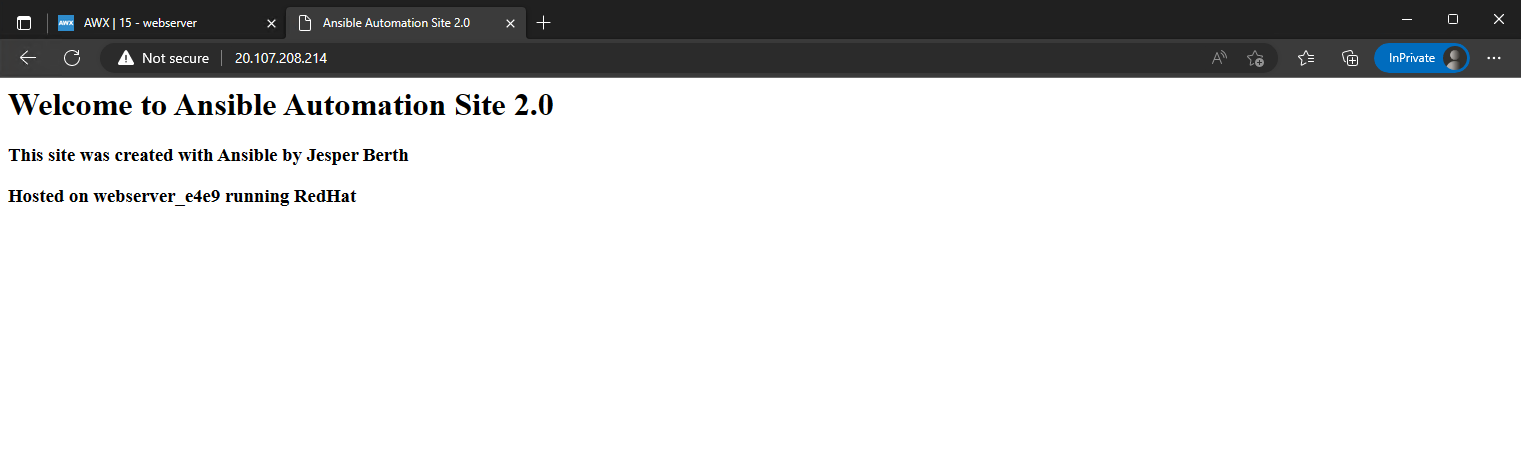 AWX AWX | 15 - webserver
Ansible Automation Site 2.0
Not secure
20.107.208.214
InPrivate
Welcome to Ansible Automation Site 2.0
This site was created with Ansible by Jesper Berth
Hosted on webserver_e4e9 running RedHat